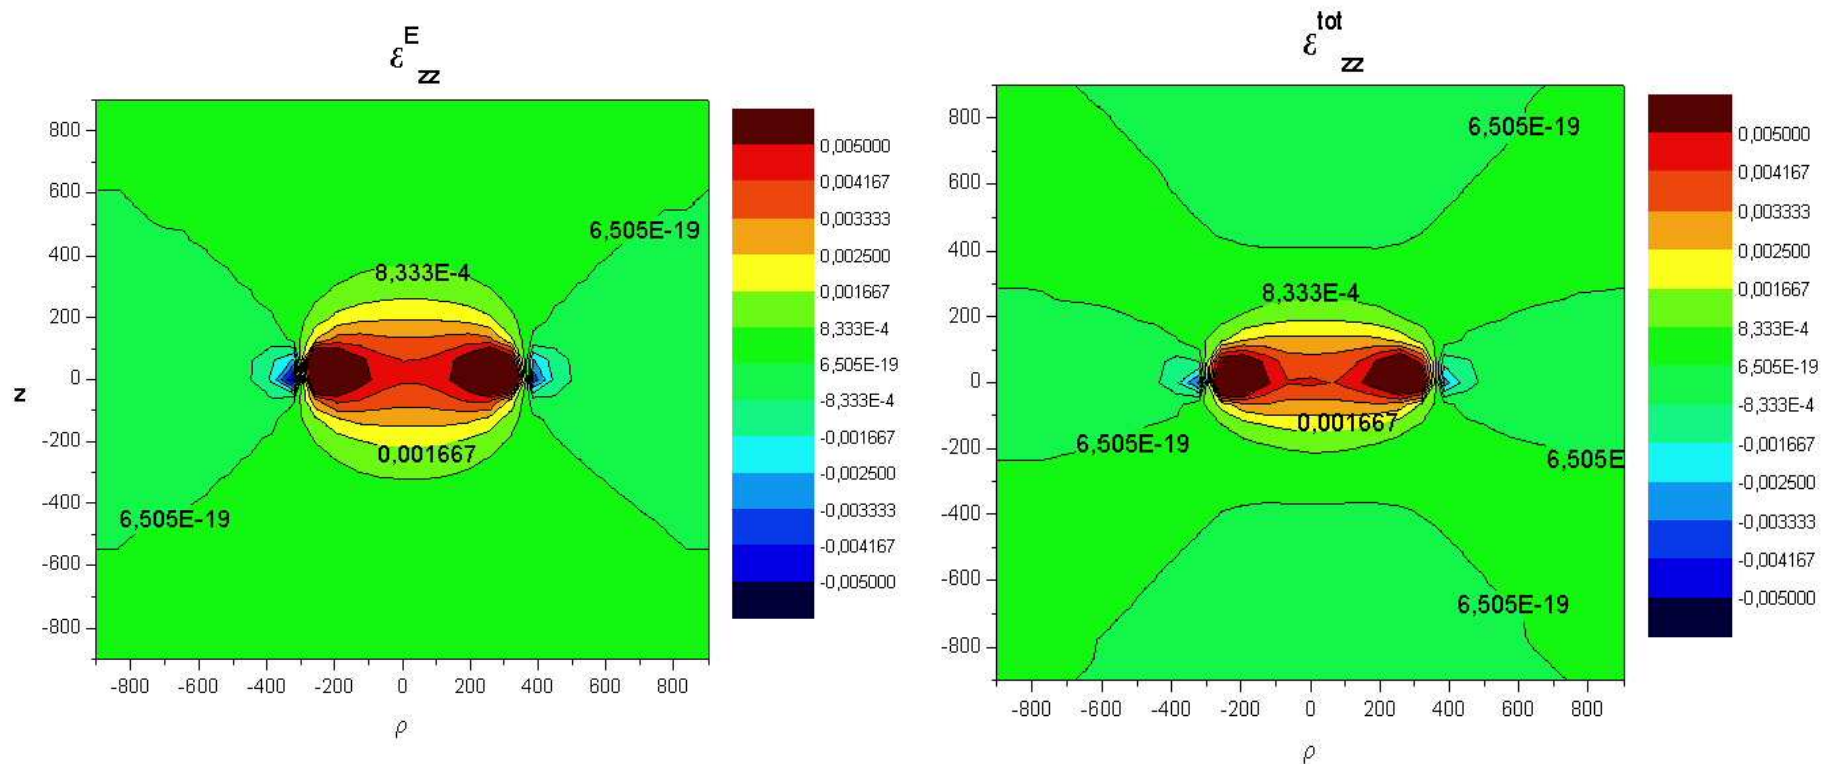 ε^E_zz
800
600
400
200
0
-200
-400
-600
-800
z
-800 -600 -400 -200 0 200 400 600 800
ρ
6,505E-19
8,333E-4
0,001667
6,505E-19
0,005000
0,004167
0,003333
0,002500
0,001667
8,333E-4
6,505E-19
-8,333E-4
-0,001667
-0,002500
-0,003333
-0,004167
-0,005000
ε^tot_zz
800
600
400
200
0
-200
-400
-600
-800
-800 -600 -400 -200 0 200 400 600 800
ρ
6,505E-19
8,333E-4
0,001667
6,505E-19
6,505E
6,505E-19
0,005000
0,004167
0,003333
0,002500
0,001667
8,333E-4
6,505E-19
-8,333E-4
-0,001667
-0,002500
-0,003333
-0,004167
-0,005000